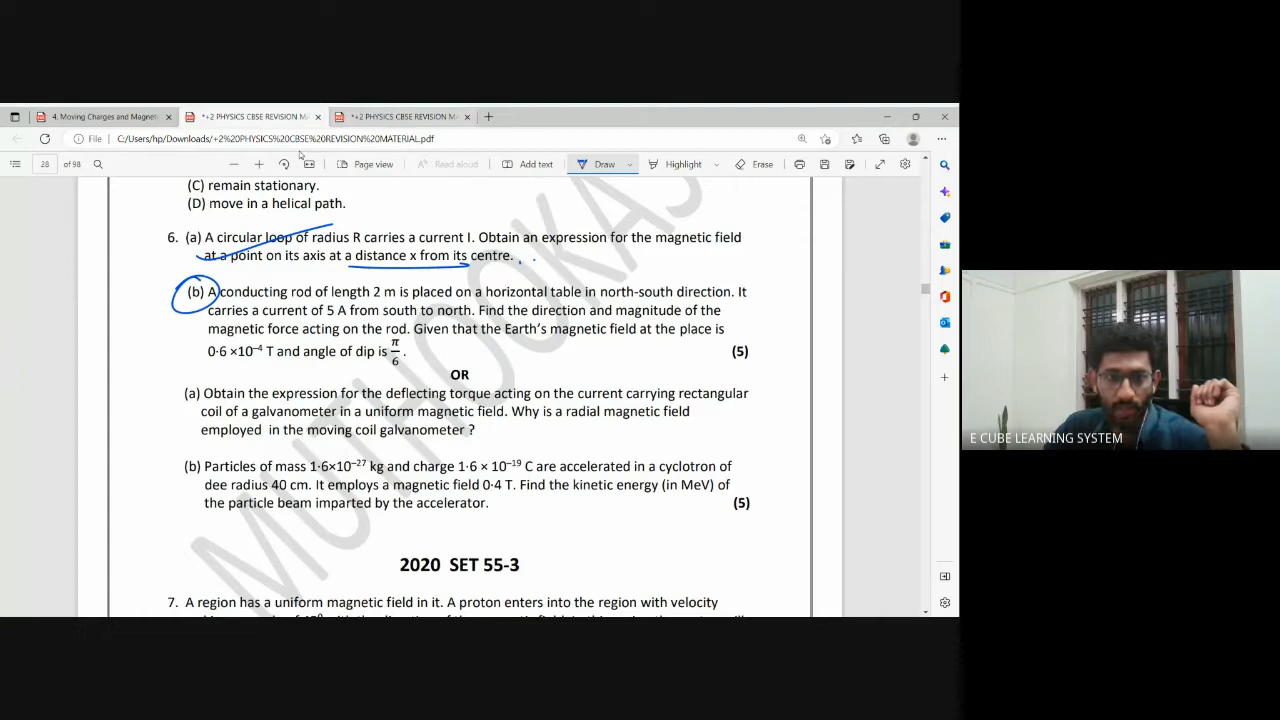 4. Moving Charges and Magnet
*+2 PHYSICS CBSE REVISION MA
*+2 PHYSICS CBSE REVISION MA
File
C:/Users/hp/Downloads/+2%20PHYSICS%20CBSE%20REVISION%20MATERIAL.pdf
28 of 98
Page view
Read aloud
Add text
Draw
Highlight
Erase
(C) remain stationary.
(D) move in a helical path.
6. (a) A circular loop of radius R carries a current I. Obtain an expression for the magnetic field
at a point on its axis at a distance x from its centre.
(b) A conducting rod of length 2 m is placed on a horizontal table in north-south direction. It
carries a current of 5 A from south to north. Find the direction and magnitude of the
magnetic force acting on the rod. Given that the Earth's magnetic field at the place is
0·6 ×10⁻⁴ T and angle of dip is π/6 . (5)
OR
(a) Obtain the expression for the deflecting torque acting on the current carrying rectangular
coil of a galvanometer in a uniform magnetic field. Why is a radial magnetic field
employed in the moving coil galvanometer ?
(b) Particles of mass 1·6×10⁻²⁷ kg and charge 1·6 × 10⁻¹⁹ C are accelerated in a cyclotron of
dee radius 40 cm. It employs a magnetic field 0·4 T. Find the kinetic energy (in MeV) of
the particle beam imparted by the accelerator. (5)
2020 SET 55-3
7. A region has a uniform magnetic field in it. A proton enters into the region with velocity
MUTHOOKAS
E CUBE LEARNING SYSTEM